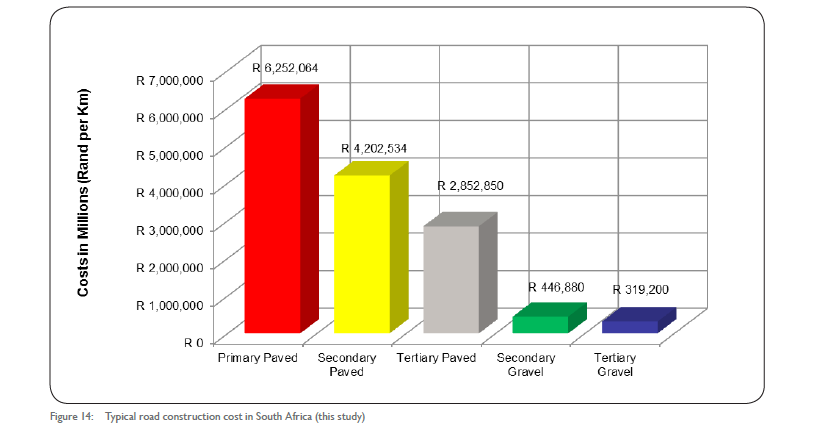 R 6,252,064
R 7,000,000
R 6,000,000
R 4,202,534
R 5,000,000
R 2,852,850
R 4,000,000
R 3,000,000
R 2,000,000
R 446,880
R 319,200
R 1,000,000
R 0
Costs in Millions (Rand per Km)
Primary Paved
Secondary
Paved
Tertiary Paved
Secondary
Gravel
Tertiary
Gravel
Figure 14: Typical road construction cost in South Africa (this study)